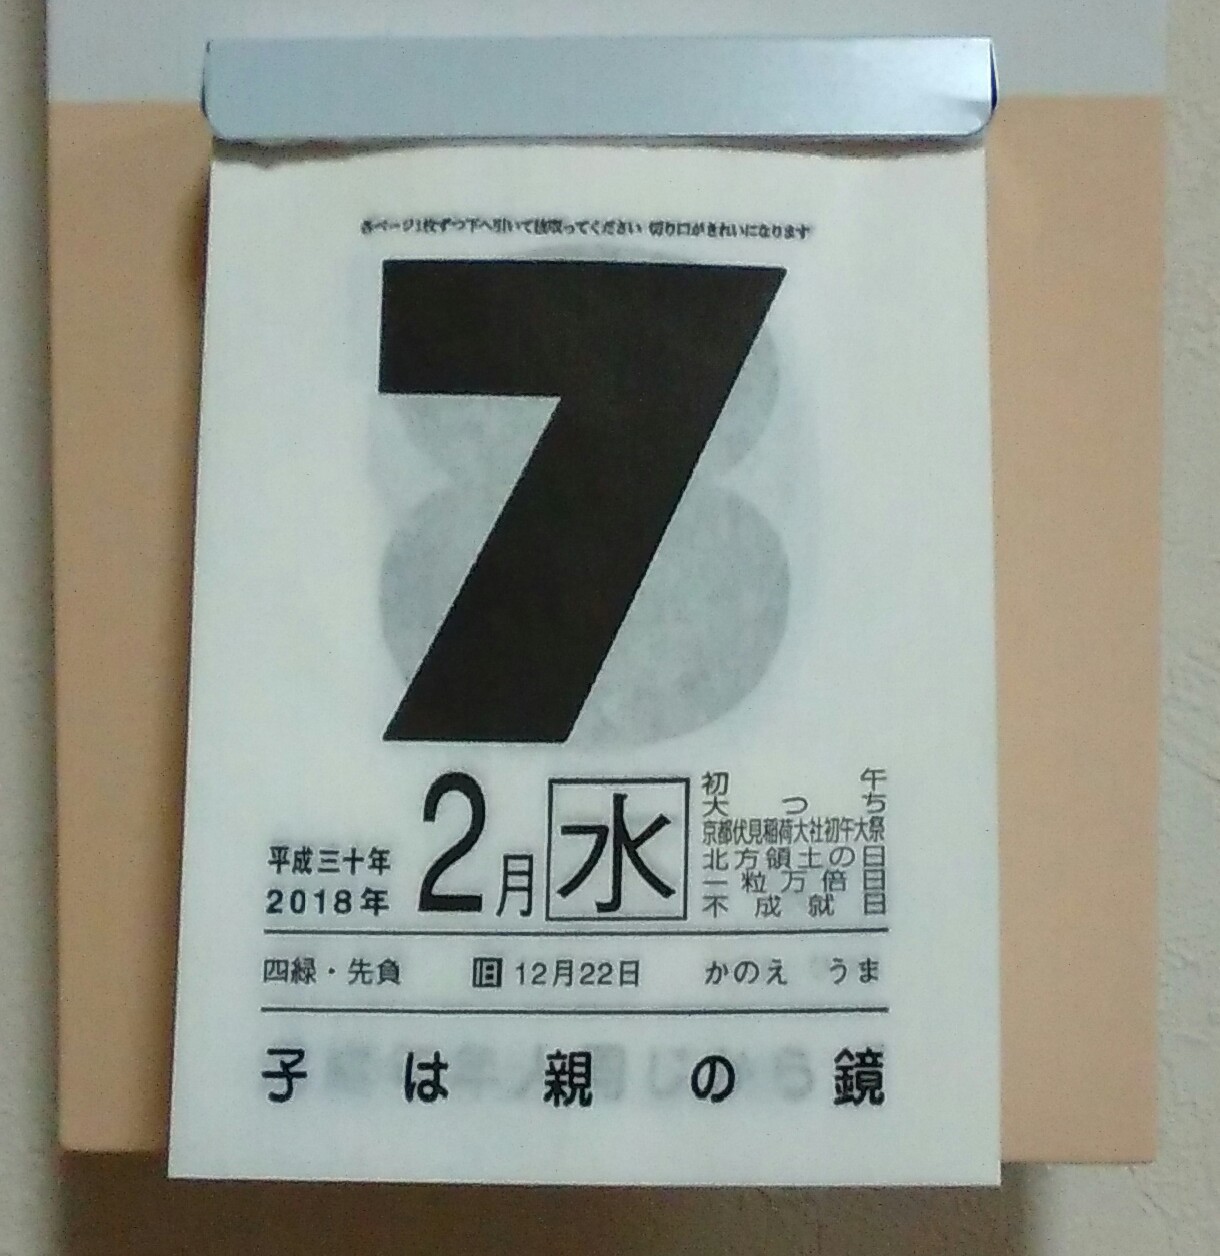 各ページ1枚ずつ下へ引いて抜取ってください 切り口がきれいになります
7
平成三十年
2018年
2月
水
初午
大つち
京都伏見稲荷大社初午大祭
北方領土の日
一粒万倍日
不成就日
四緑・先負 旧12月22日 かのえ うま
子は親の鏡